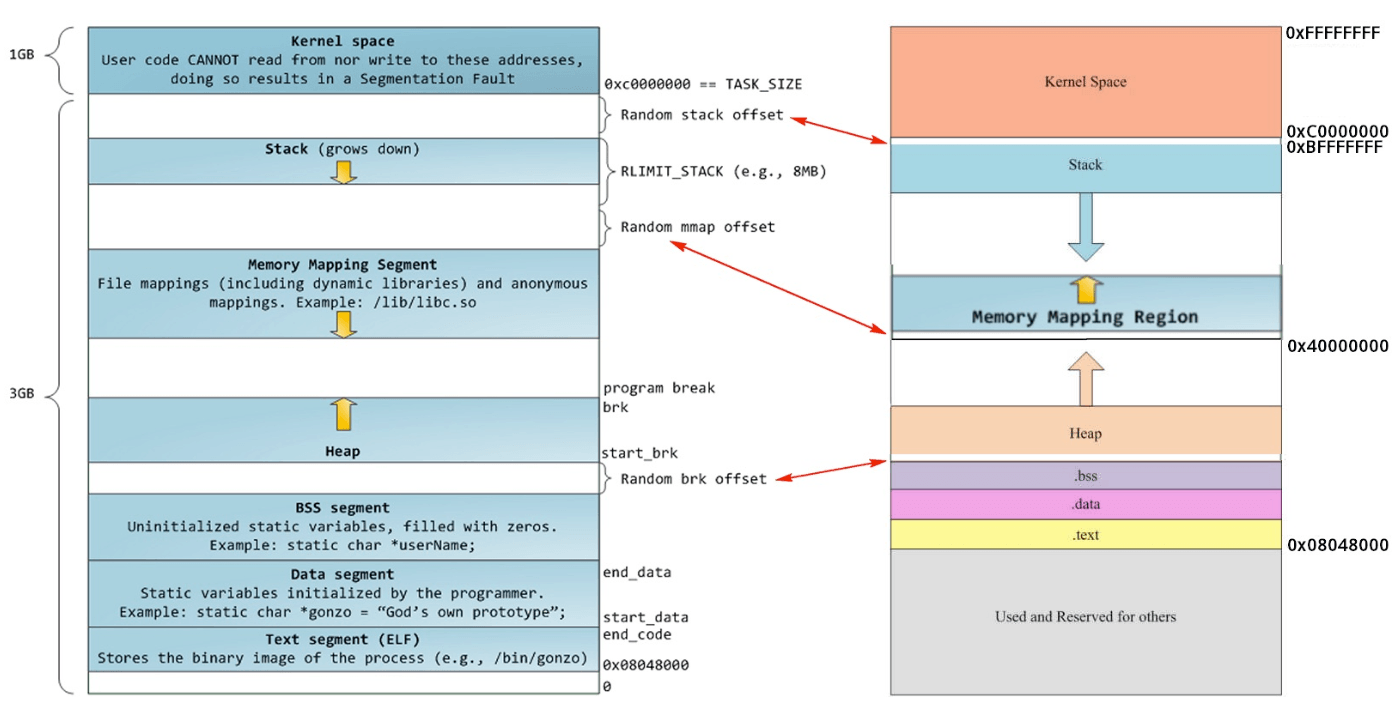 1GB
Kernel space
User code CANNOT read from nor write to these addresses,
doing so results in a Segmentation Fault
0xc0000000 == TASK_SIZE
Random stack offset
Stack (grows down)
RLIMIT_STACK (e.g., 8MB)
Random mmap offset
Memory Mapping Segment
File mappings (including dynamic libraries) and anonymous
mappings. Example: /lib/libc.so
3GB
program break
brk
Heap
start_brk
Random brk offset
BSS segment
Uninitialized static variables, filled with zeros.
Example: static char *userName;
Data segment
Static variables initialized by the programmer.
Example: static char *gonzo = “God’s own prototype”;
end_data
start_data
Text segment (ELF)
Stores the binary image of the process (e.g., /bin/gonzo)
end_code
0x08048000
0
0xFFFFFFFF
Kernel Space
0xC0000000
0xBFFFFFFF
Stack
Memory Mapping Region
0x40000000
Heap
.bss
.data
.text
0x08048000
Used and Reserved for others